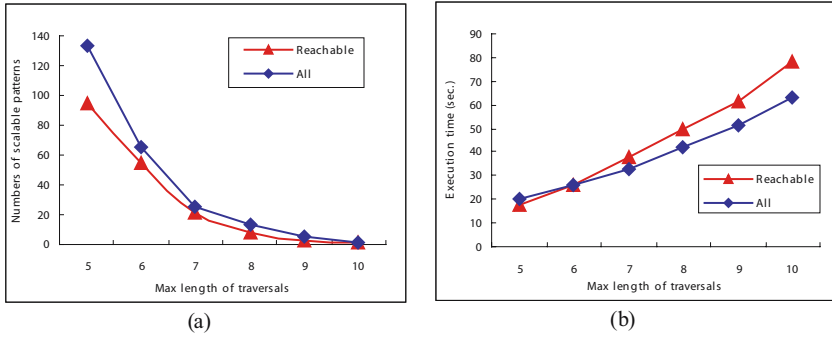 Numbers of scalable patterns
140
120
100
80
60
40
20
0
Reachable
All
5 6 7 8 9 10
Max length of traversals
(a)
Execution time (sec.)
90
80
70
60
50
40
30
20
10
0
Reachable
All
5 6 7 8 9 10
Max length of traversals
(b)